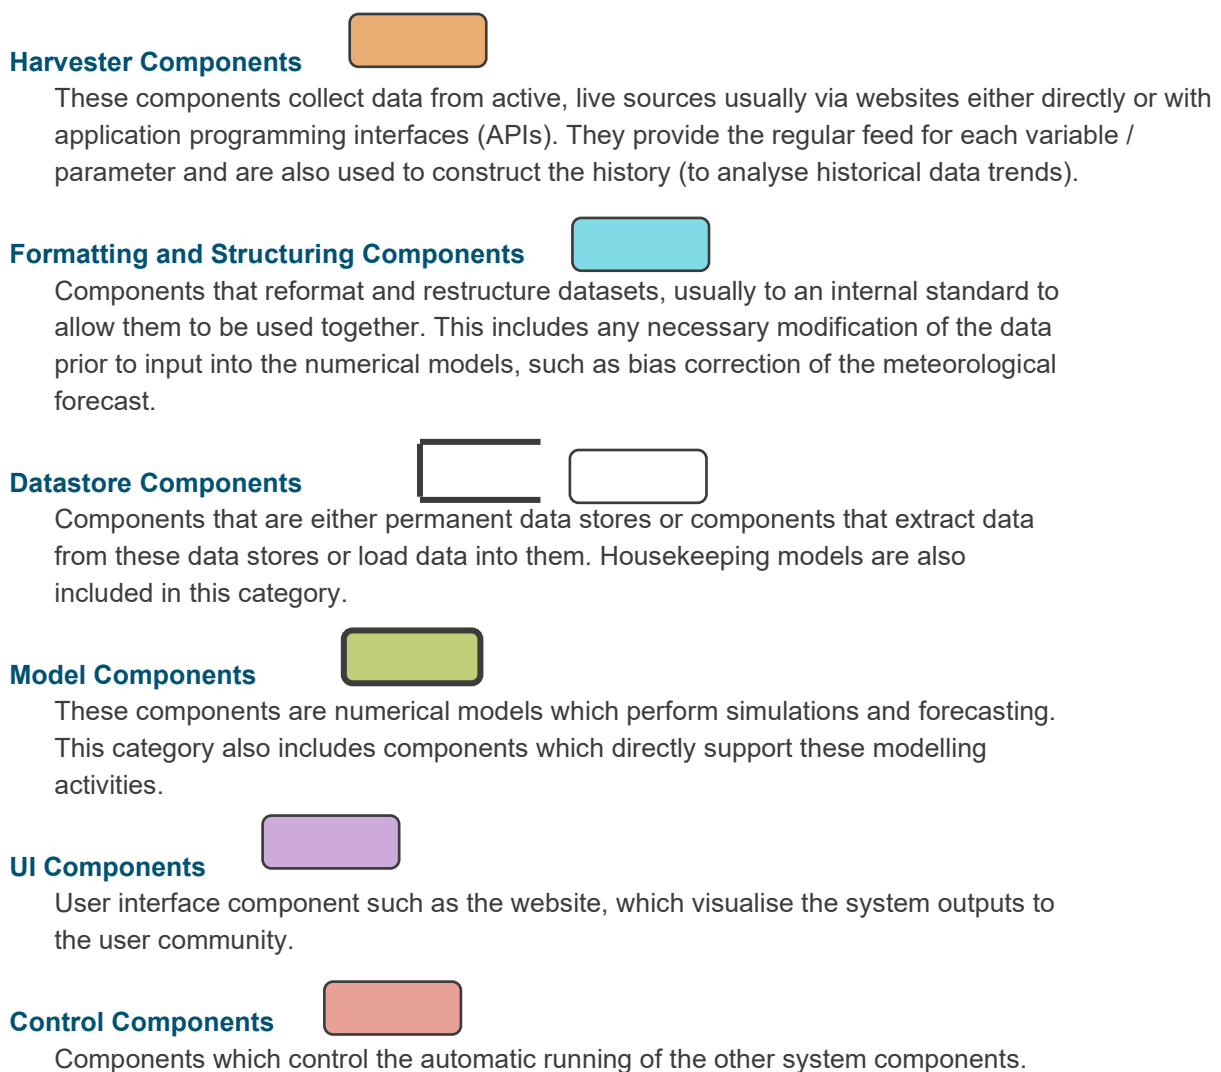 Harvester Components
These components collect data from active, live sources usually via websites either directly or with
application programming interfaces (APIs). They provide the regular feed for each variable /
parameter and are also used to construct the history (to analyse historical data trends).
Formatting and Structuring Components
Components that reformat and restructure datasets, usually to an internal standard to
allow them to be used together. This includes any necessary modification of the data
prior to input into the numerical models, such as bias correction of the meteorological
forecast.
Datastore Components
Components that are either permanent data stores or components that extract data
from these data stores or load data into them. Housekeeping models are also
included in this category.
Model Components
These components are numerical models which perform simulations and forecasting.
This category also includes components which directly support these modelling
activities.
UI Components
User interface component such as the website, which visualise the system outputs to
the user community.
Control Components
Components which control the automatic running of the other system components.